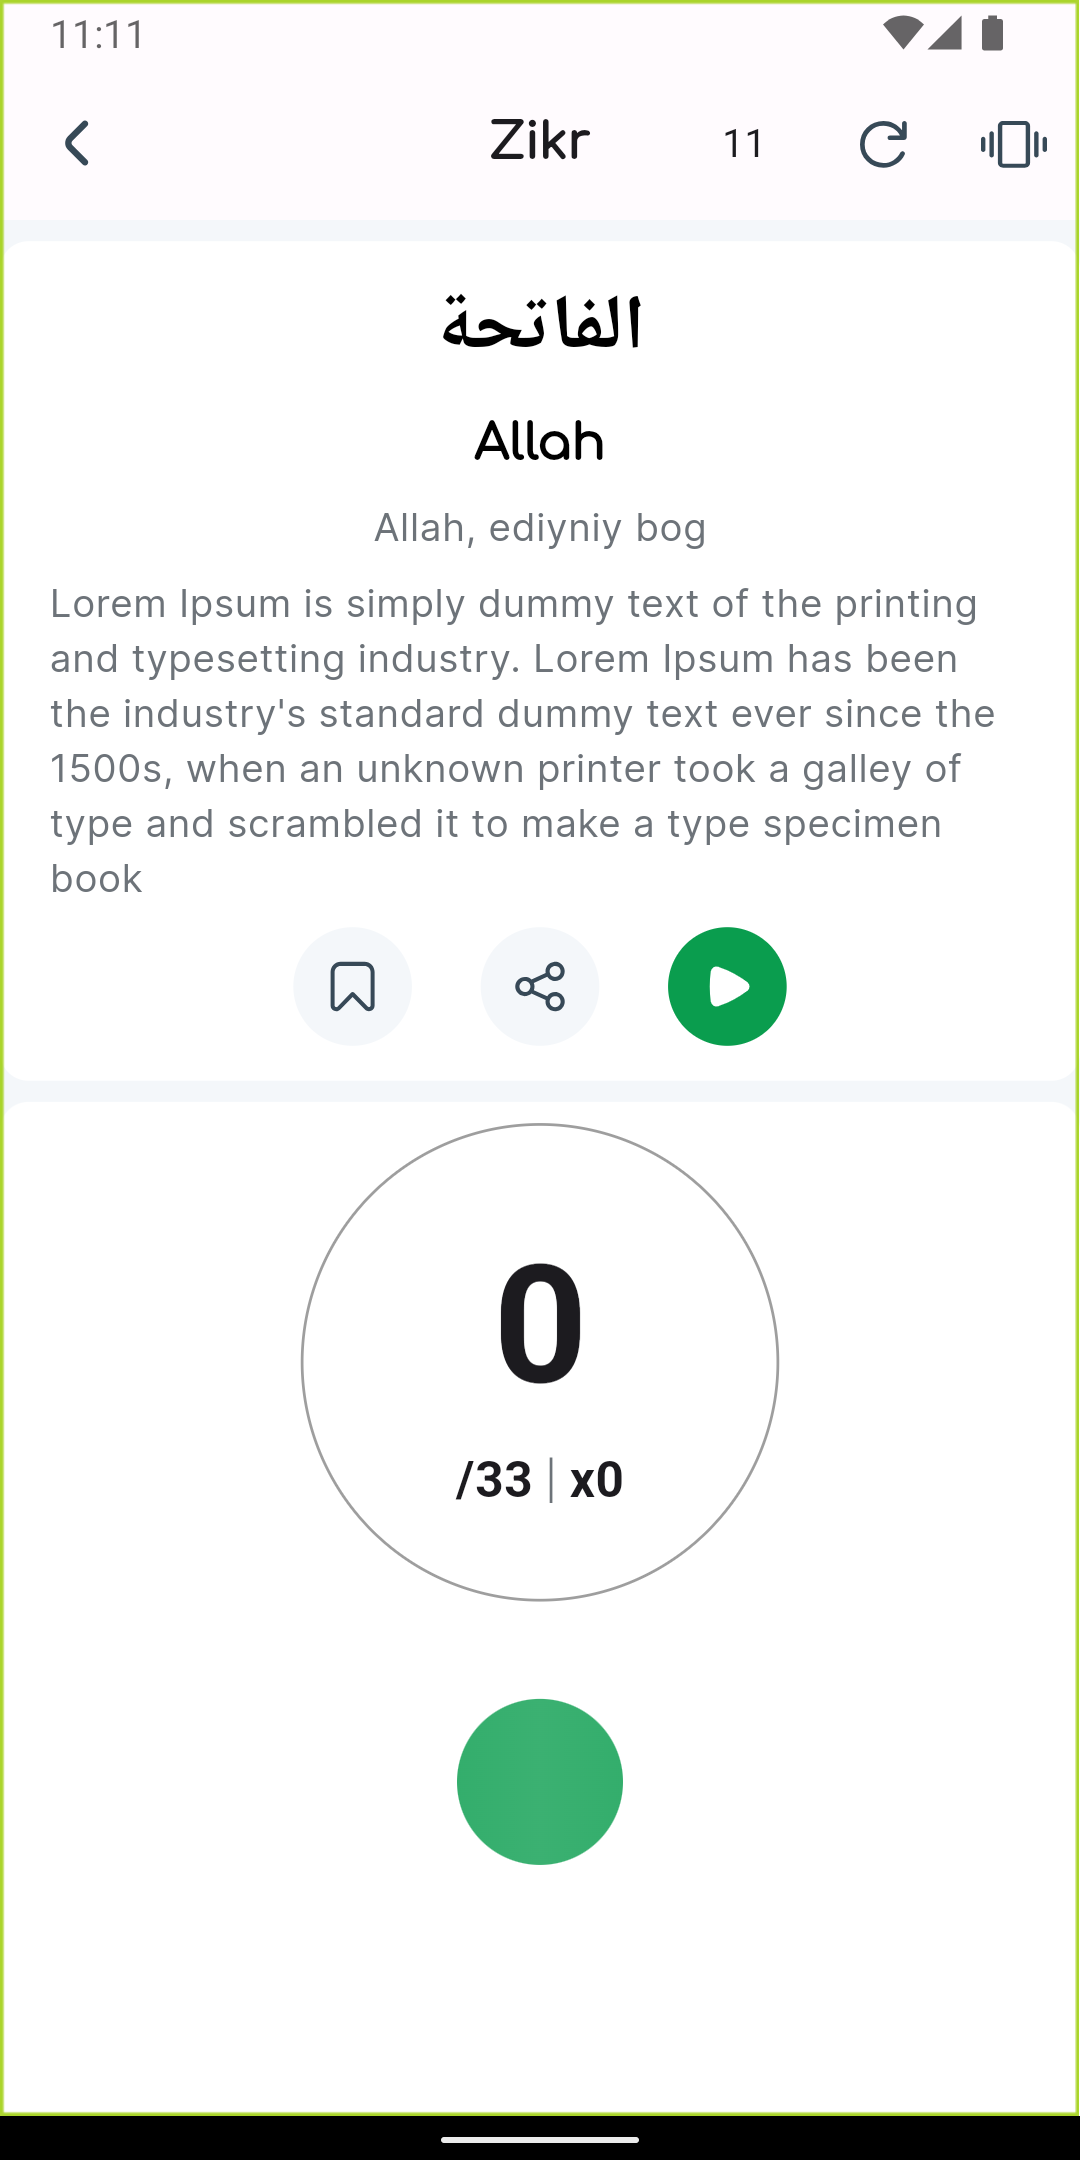 11:11
Zikr 11
الفاتحة
Allah
Allah, ediyniy bog
Lorem Ipsum is simply dummy text of the printing
and typesetting industry. Lorem Ipsum has been
the industry's standard dummy text ever since the
1500s, when an unknown printer took a galley of
type and scrambled it to make a type specimen
book
0
/33 | x0